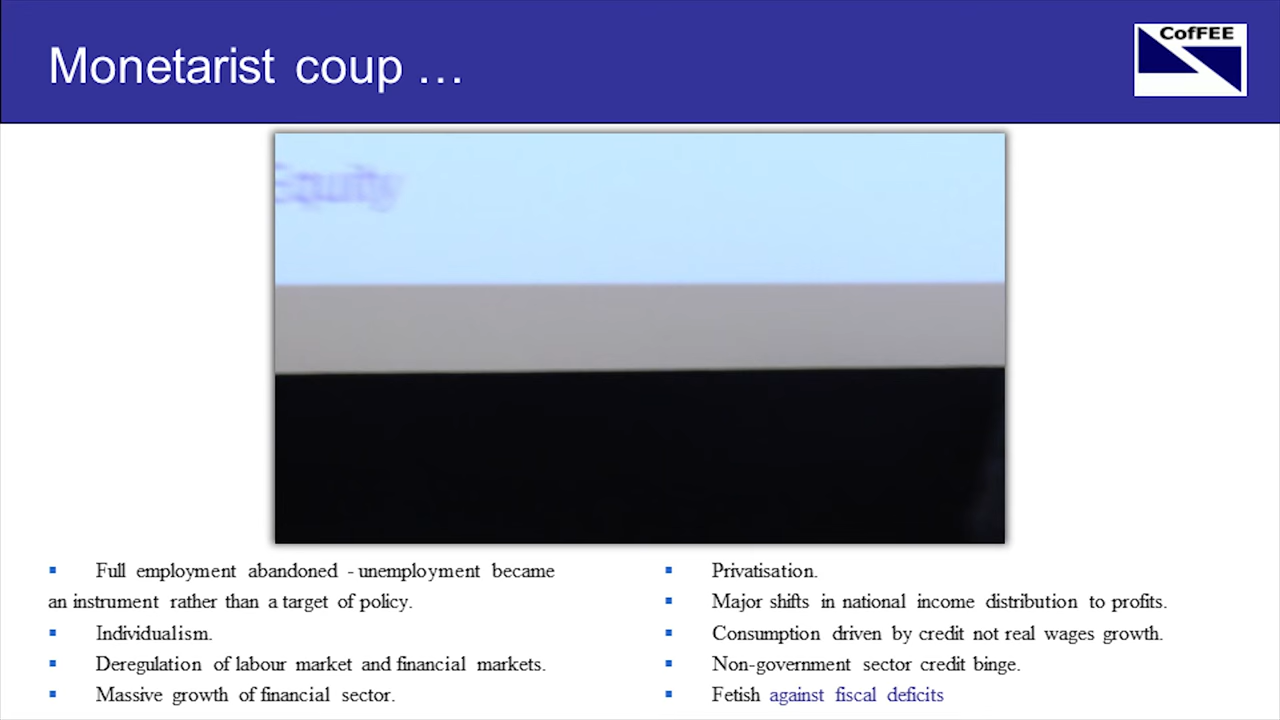 Monetarist coup …
CofFEE
Equity
▪ Full employment abandoned - unemployment became
an instrument rather than a target of policy.
▪ Individualism.
▪ Deregulation of labour market and financial markets.
▪ Massive growth of financial sector.
▪ Privatisation.
▪ Major shifts in national income distribution to profits.
▪ Consumption driven by credit not real wages growth.
▪ Non-government sector credit binge.
▪ Fetish against fiscal deficits